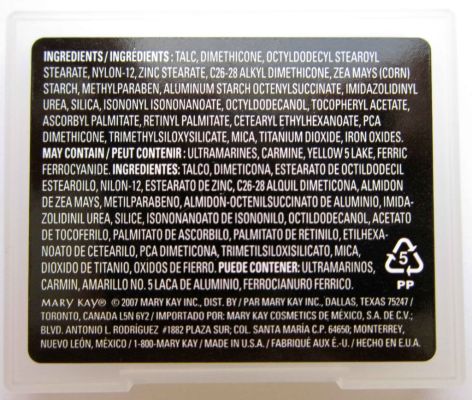 INGREDIENTS/INGRÉDIENTS: TALC, DIMETHICONE, OCTYLDODECYL STEAROYL
STEARATE, NYLON-12, ZINC STEARATE, C26-28 ALKYL DIMETHICONE, ZEA MAYS (CORN)
STARCH, METHYLPARABEN, ALUMINUM STARCH OCTENYLSUCCINATE, IMIDAZOLIDINYL
UREA, SILICA, ISONONYL ISONONANOATE, OCTYLDODECANOL, TOCOPHERYL ACETATE,
ASCORBYL PALMITATE, RETINYL PALMITATE, CETEARYL ETHYLHEXANOATE, PCA
DIMETHICONE, TRIMETHYLSILOXYSILICATE, MICA, TITANIUM DIOXIDE, IRON OXIDES.
MAY CONTAIN / PEUT CONTENIR : ULTRAMARINES, CARMINE, YELLOW 5 LAKE, FERRIC
FERROCYANIDE. INGREDIENTES: TALCO, DIMETICONA, ESTEARATO DE OCTILDODECIL
ESTEAROILO, NILON-12, ESTEARATO DE ZINC, C26-28 ALQUIL DIMETICONA, ALMIDON
DE ZEA MAYS, METILPARABENO, ALMIDON-OCTENILSUCCINATO DE ALUMINIO, IMIDA-
ZOLIDINIL UREA, SILICE, ISONONANOATO DE ISONONILO, OCTILDODECANOL, ACETATO
DE TOCOFERILO, PALMITATO DE ASCORBILO, PALMITATO DE RETINILO, ETILHEXA-
NOATO DE CETEARILO, PCA DIMETICONA, TRIMETILSILOXISILICATO, MICA,
DIOXIDO DE TITANIO, OXIDOS DE FIERRO. PUEDE CONTENER: ULTRAMARINOS,
CARMIN, AMARILLO NO. 5 LACA DE ALUMINIO, FERROCIANURO FERRICO.
5
PP
MARY KAY® © 2007 MARY KAY INC. DIST. BY / PAR MARY KAY INC., DALLAS, TEXAS 75247 /
TORONTO, CANADA L5N 6Y2 / IMPORTADO POR: MARY KAY COSMETICS DE MÉXICO, S.A. DE C.V.;
BLVD. ANTONIO L. RODRÍGUEZ #1882 PLAZA SUR; COL. SANTA MARÍA C.P. 64650; MONTERREY,
NUEVO LEÓN, MÉXICO / 1-800-MARY KAY / MADE IN U.S.A. / FABRIQUÉ AUX É.-U. / HECHO EN E.U.A.